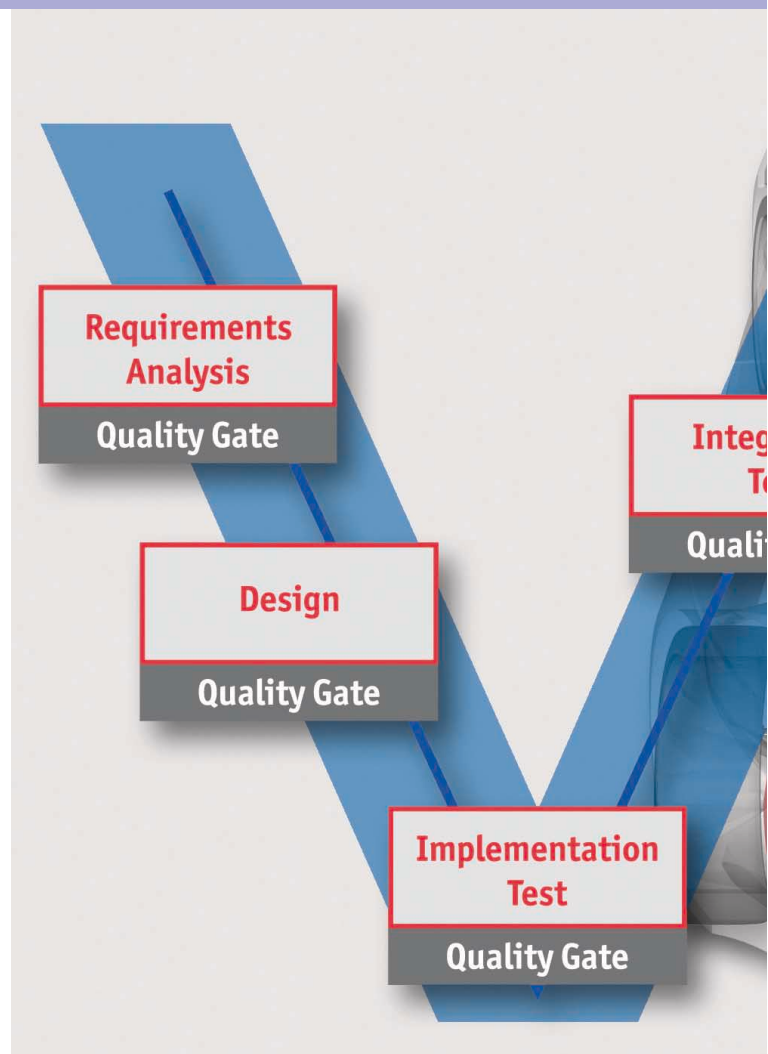 Requirements
Analysis
Quality Gate
Design
Quality Gate
Implementation
Test
Quality Gate